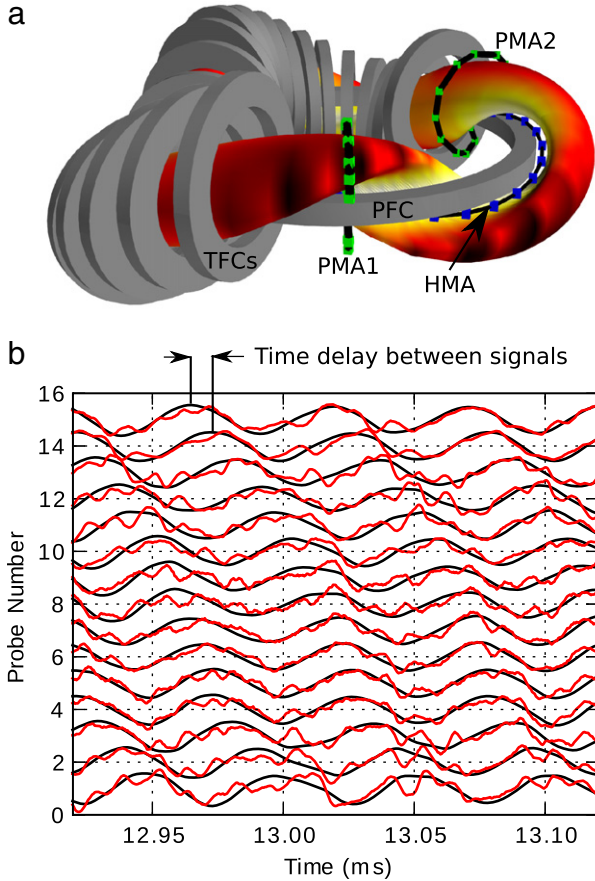 a
PMA2
PFC
TFCs
PMA1
HMA
b
Time delay between signals
16
14
12
10
8
6
4
2
0
Probe Number
12.95
13.00
13.05
13.10
Time (ms)